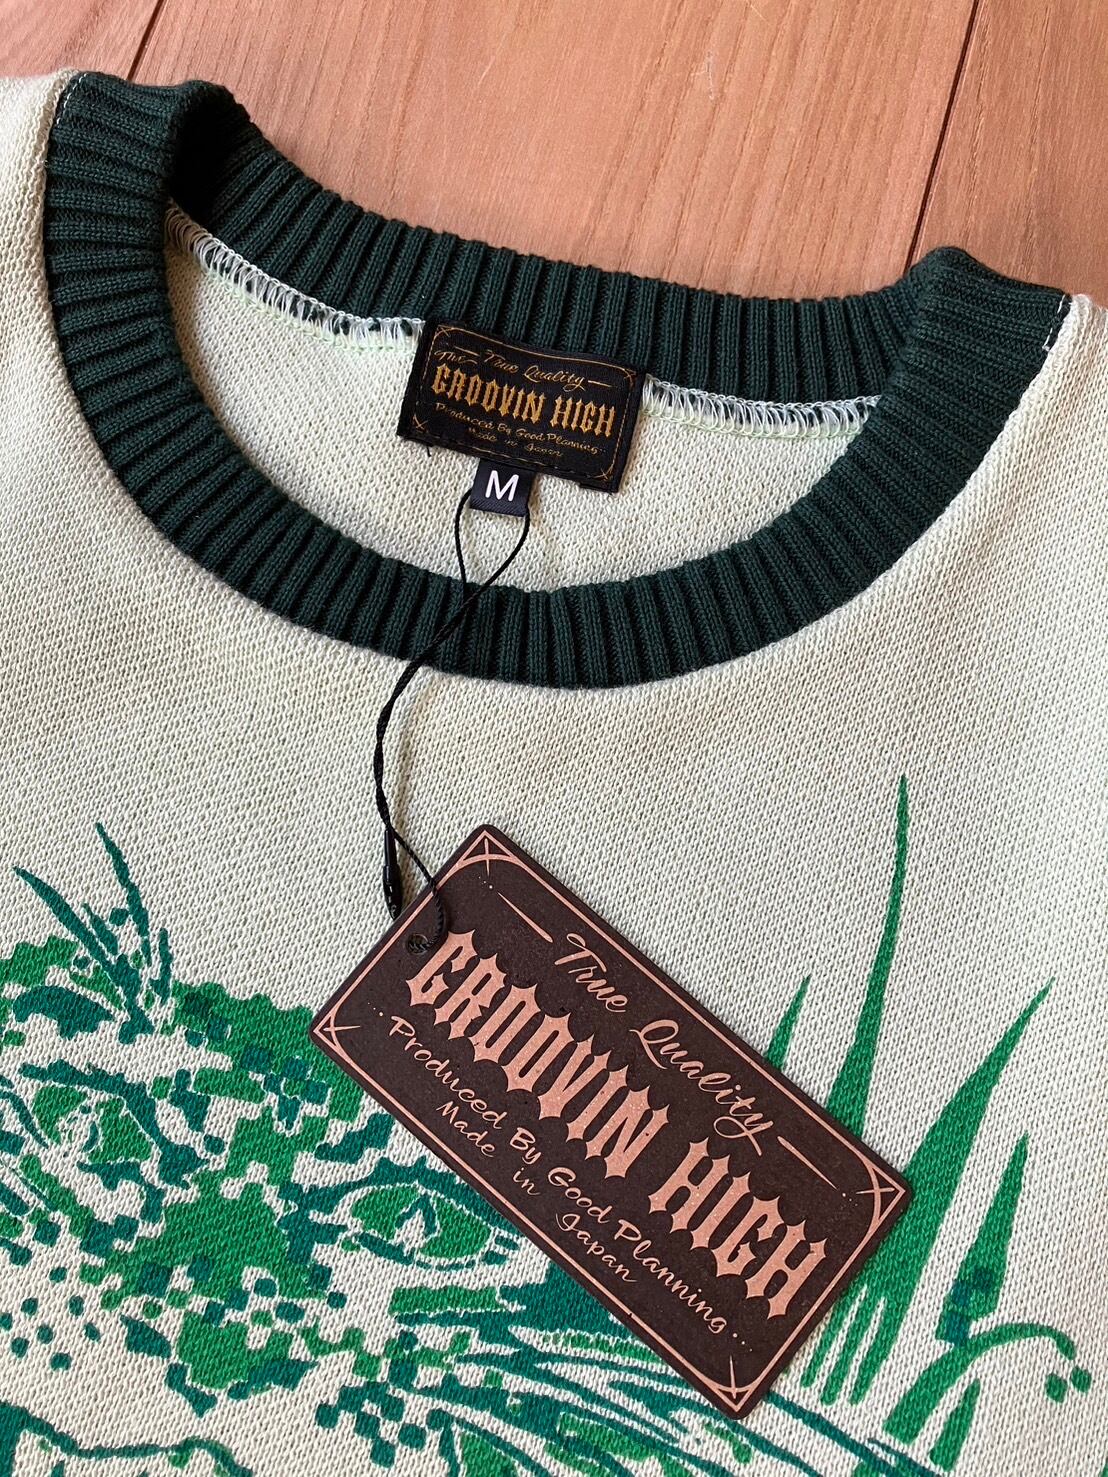 The True Quality
GROOVIN HIGH
Produced By Good Planning..
Made in Japan
M
True Quality
GROOVIN HIGH
..Produced By Good Planning..
Made in Japan